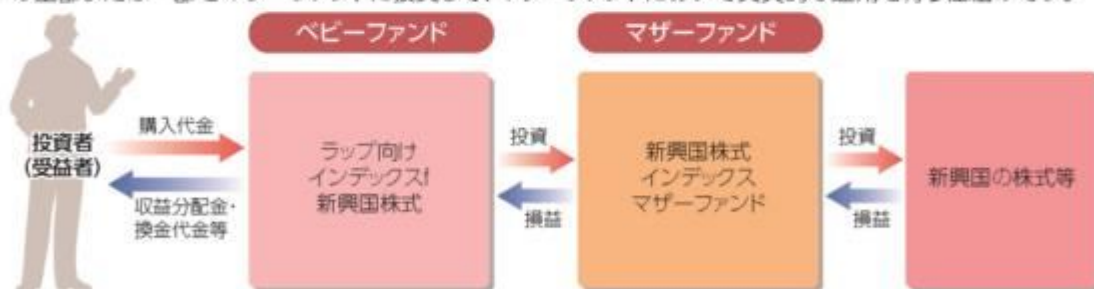 ベビーファンド
マザーファンド
投資者
(受益者)
購入代金
収益分配金・
換金代金等
ラップ向け
インデックスf
新興国株式
投資
損益
新興国株式
インデックス
マザーファンド
投資
損益
新興国の株式等